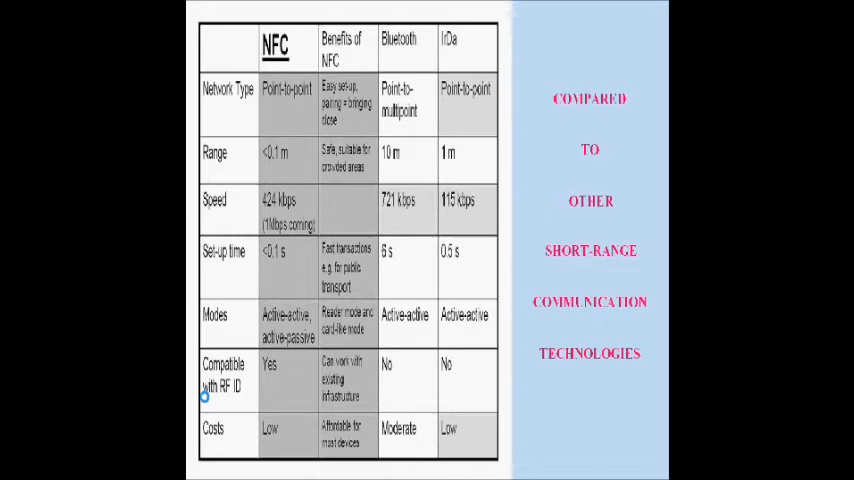 NFC
Benefits of
NFC
Bluetooth
IrDa
Network Type
Point-to-point
Easy set-up,
pairing = bringing
close
Point-to-
multipoint
Point-to-point
Range
<0.1 m
Safe, suitable for
crowded areas
10 m
1 m
Speed
424 kbps
(1Mbps coming)
721 kbps
115 kbps
Set-up time
<0.1 s
Fast transactions
e.g. for public
transport
6 s
0.5 s
Modes
Active-active,
active-passive
Reader mode and
card-like mode
Active-active
Active-active
Compatible
with RF ID
Yes
Can work with
existing
infrastructure
No
No
Costs
Low
Affordable for
most devices
Moderate
Low
COMPARED
TO
OTHER
SHORT-RANGE
COMMUNICATION
TECHNOLOGIES